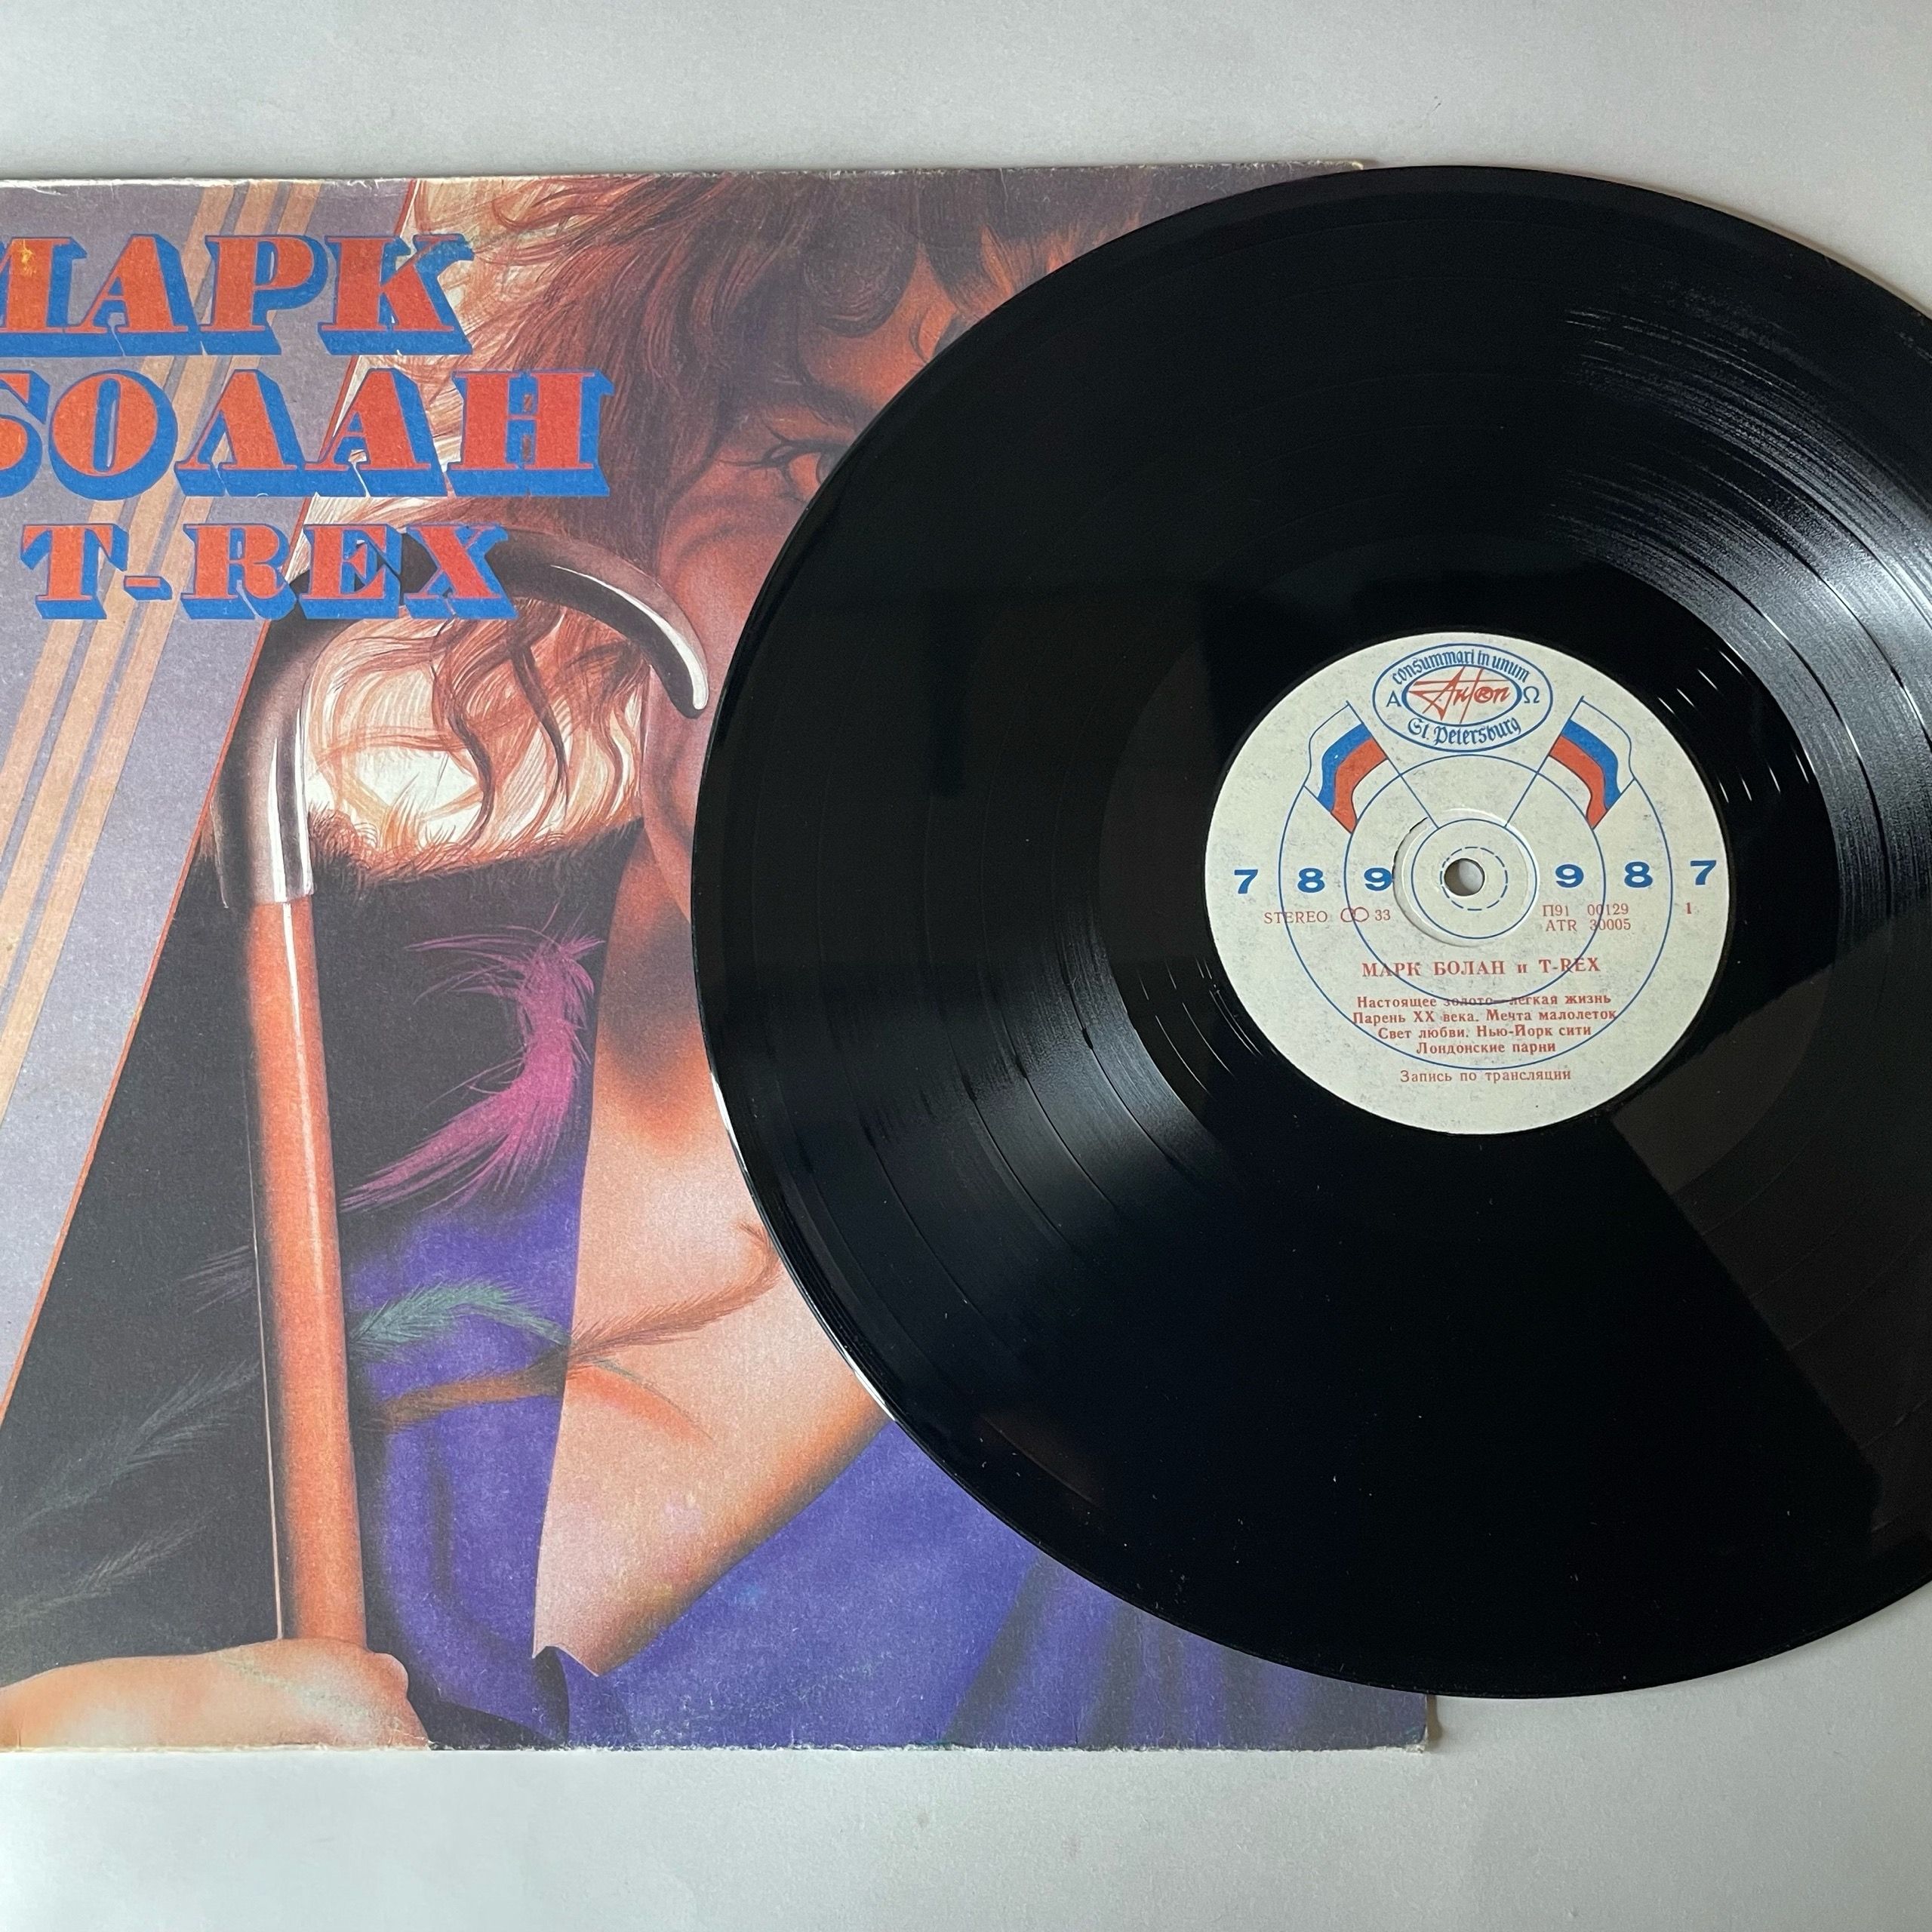 МАРК
БОЛАН
T-REX
consummari in unum
Α Anton Ω
St. Petersburg
7 8 9 9 8 7
STEREO 33
П91 00129 1
ATR 30005
МАРК БОЛАН и T-REX
Настоящее золото—легкая жизнь
Парень XX века. Мечта малолеток
Свет любви. Нью-Йорк сити
Лондонские парни
Запись по трансляции